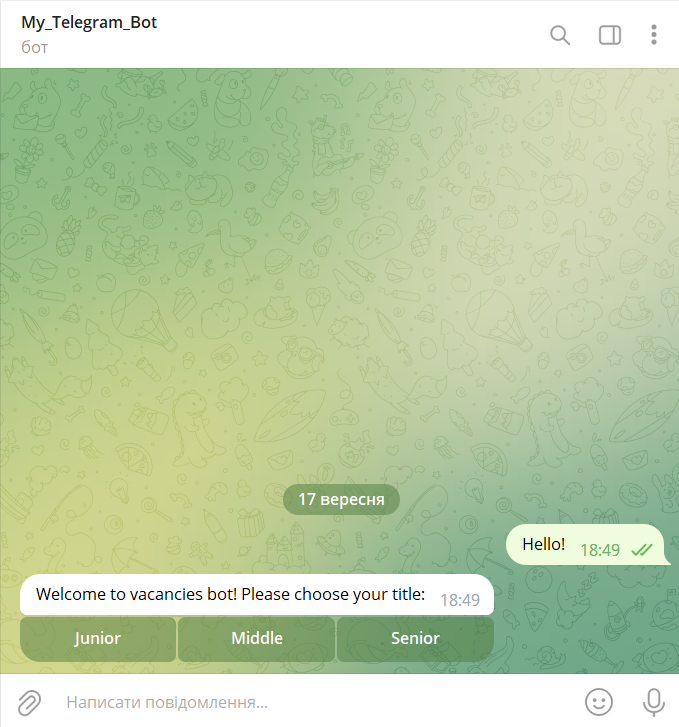 My_Telegram_Bot
бот
17 вересня
Hello! 18:49
Welcome to vacancies bot! Please choose your title: 18:49
Junior Middle Senior
Написати повідомлення...